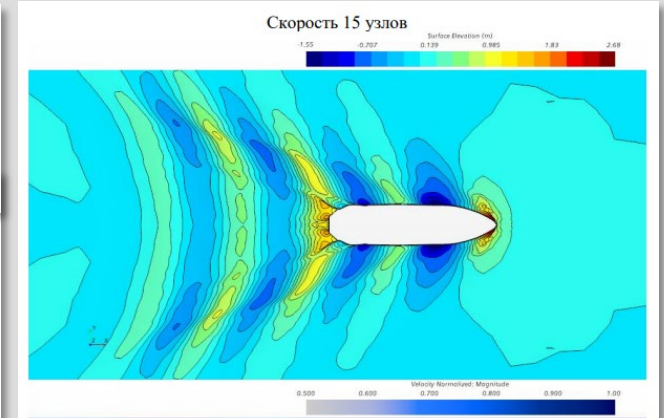 Скорость 15 узлов
Surface Elevation (m)
-1.55 -0.707 0.139 0.985 1.83 2.68
Velocity Normalized: Magnitude
0.500 0.600 0.700 0.800 0.900 1.00